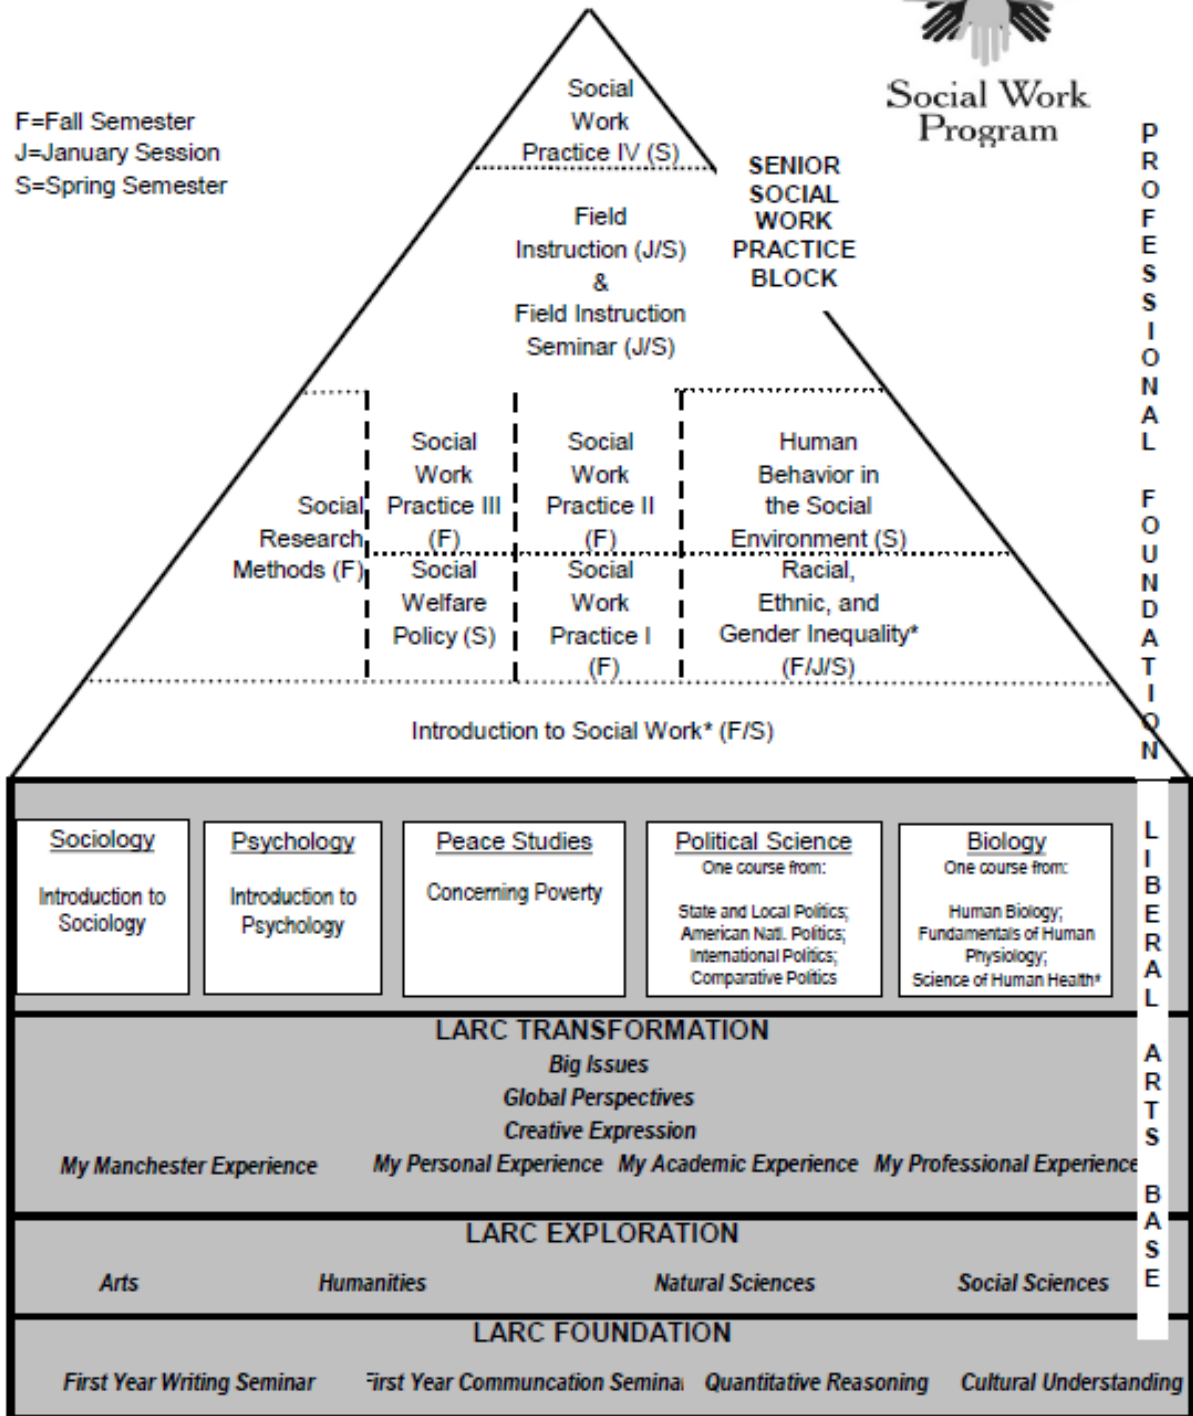 Social Work
Program
F=Fall Semester
J=January Session
S=Spring Semester
Social
Work
Practice IV (S)
SENIOR
SOCIAL
WORK
PRACTICE
BLOCK
Field
Instruction (J/S)
&
Field Instruction
Seminar (J/S)
Social
Research
Methods (F)
Social
Work
Practice III
(F)
Social
Work
Practice II
(F)
Human
Behavior in
the Social
Environment (S)
Social
Welfare
Policy (S)
Social
Work
Practice I
(F)
Racial,
Ethnic, and
Gender Inequality*
(F/J/S)
Introduction to Social Work* (F/S)
PROFESSIONAL FOUNDATION
Sociology
Introduction to
Sociology
Psychology
Introduction to
Psychology
Peace Studies
Concerning Poverty
Political Science
One course from:
State and Local Politics;
American Natl. Politics;
International Politics;
Comparative Politics
Biology
One course from:
Human Biology;
Fundamentals of Human
Physiology;
Science of Human Health*
LIBERAL ARTS BASE
LARC TRANSFORMATION
Big Issues
Global Perspectives
Creative Expression
My Manchester Experience My Personal Experience My Academic Experience My Professional Experience
LARC EXPLORATION
Arts Humanities Natural Sciences Social Sciences
LARC FOUNDATION
First Year Writing Seminar First Year Communcation Seminar Quantitative Reasoning Cultural Understanding